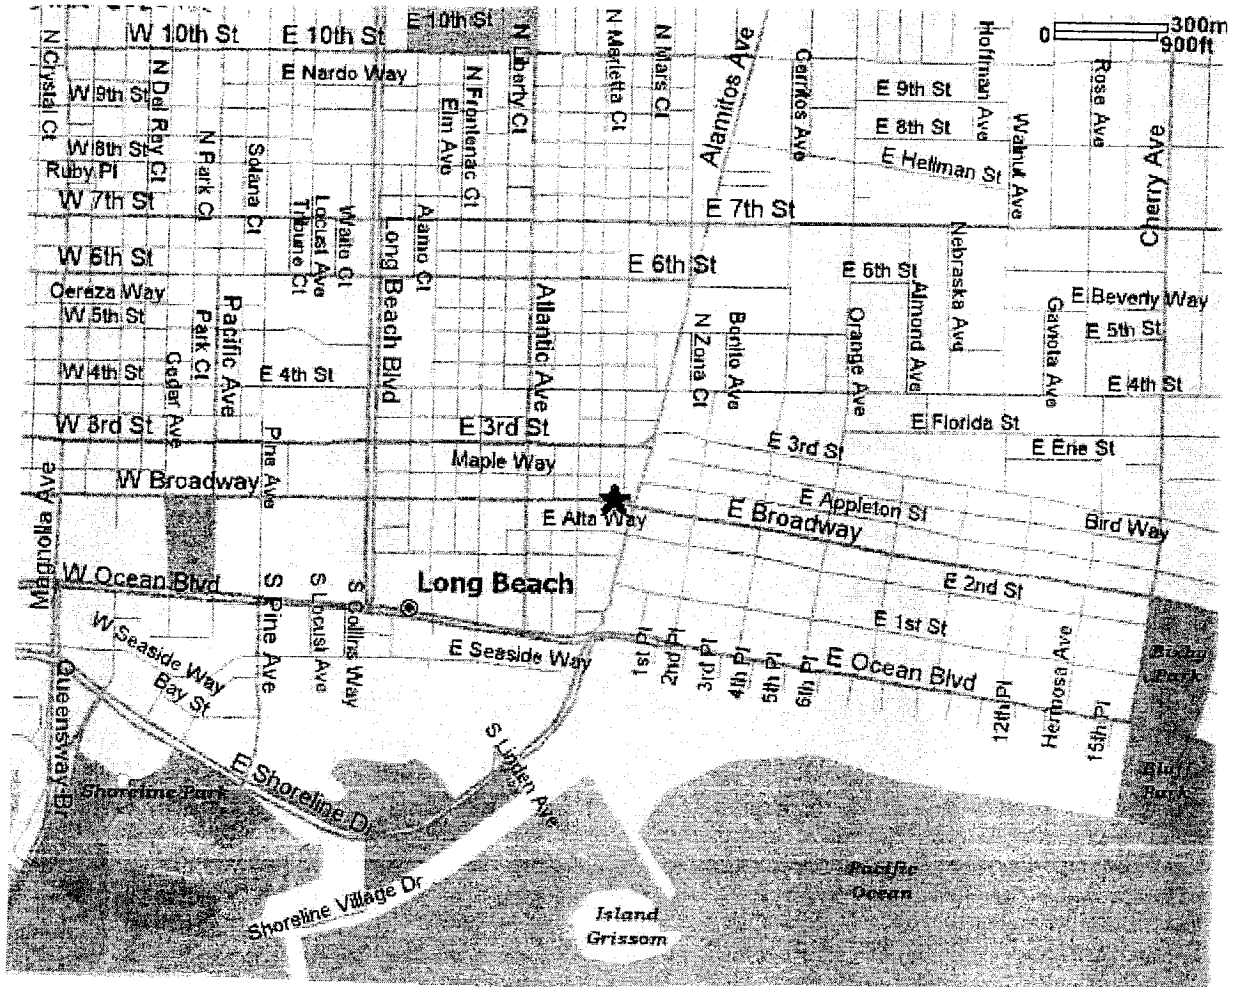 W 10th St
E 10th St
E 10th St
0
300m
900ft
N Crystal Ct
W 9th St
N Del Rey Ct
E Nardo Way
N Frontenac Ct
Elm Ave
N Liberty Ct
N Marietta Ct
N Mars Ct
Alamitos Ave
Cerritos Ave
E 9th St
Hoffman Ave
Rose Ave
W 8th St
N Park Ct
Solana Ct
E 8th St
Walnut Ave
Ruby Pl
E Hellman St
Cherry Ave
W 7th St
Tribune Ct
Locust Ave
Waite Ct
Long Beach Blvd
Alamo Ct
E 7th St
W 6th St
E 6th St
E 6th St
Nebraska Ave
Cereza Way
Almond Ave
E Beverly Way
W 5th St
Park Ct
Pacific Ave
Atlantic Ave
N Zona Ct
Bonito Ave
Orange Ave
Gaviota Ave
E 5th St
W 4th St
Cedar Ave
E 4th St
E 4th St
W 3rd St
Pine Ave
E 3rd St
E 3rd St
E Florida St
E Erie St
Maple Way
W Broadway
Magnolia Ave
E Alta Way
E Broadway
E Appleton St
Bird Way
W Ocean Blvd
Long Beach
E 2nd St
S Pine Ave
S Locust Ave
S Collins Way
W Seaside Way
Bay St
E Seaside Way
1st Pl
2nd Pl
3rd Pl
4th Pl
5th Pl
6th Pl
E 1st St
E Ocean Blvd
12th Pl
Hermosa Ave
15th Pl
Bixby
Park
Queensway Dr
Shoreline Park
E Shoreline Dr
S Linden Ave
Bluff
Park
Shoreline Village Dr
Pacific
Ocean
Island
Grissom